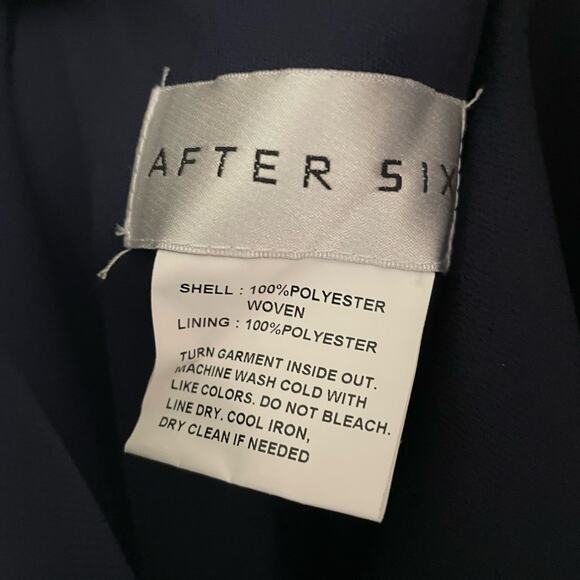 AFTER SIX
SHELL : 100%POLYESTER
WOVEN
LINING : 100%POLYESTER
TURN GARMENT INSIDE OUT.
MACHINE WASH COLD WITH
LIKE COLORS. DO NOT BLEACH.
LINE DRY. COOL IRON,
DRY CLEAN IF NEEDED